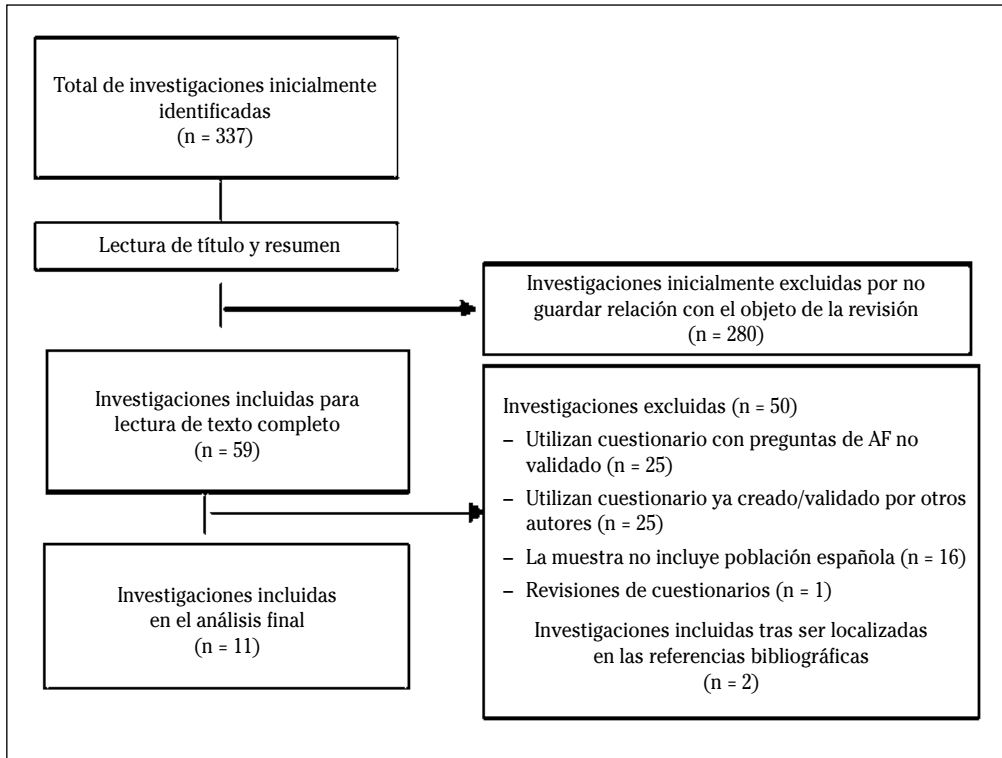 Total de investigaciones inicialmente
identificadas
(n = 337)
Lectura de título y resumen
Investigaciones inicialmente excluidas por no
guardar relación con el objeto de la revisión
(n = 280)
Investigaciones incluidas para
lectura de texto completo
(n = 59)
Investigaciones excluidas (n = 50)
– Utilizan cuestionario con preguntas de AF no
validado (n = 25)
– Utilizan cuestionario ya creado/validado por otros
autores (n = 25)
– La muestra no incluye población española (n = 16)
– Revisiones de cuestionarios (n = 1)
Investigaciones incluidas tras ser localizadas
en las referencias bibliográficas
(n = 2)
Investigaciones incluidas
en el análisis final
(n = 11)